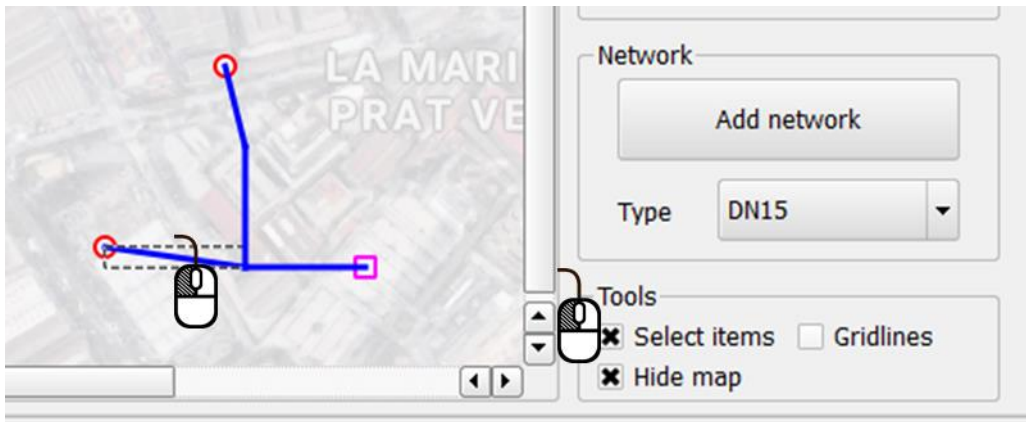 LA MARI
PRAT VE
Network
Add network
Type DN15
Tools
Select items Gridlines
Hide map